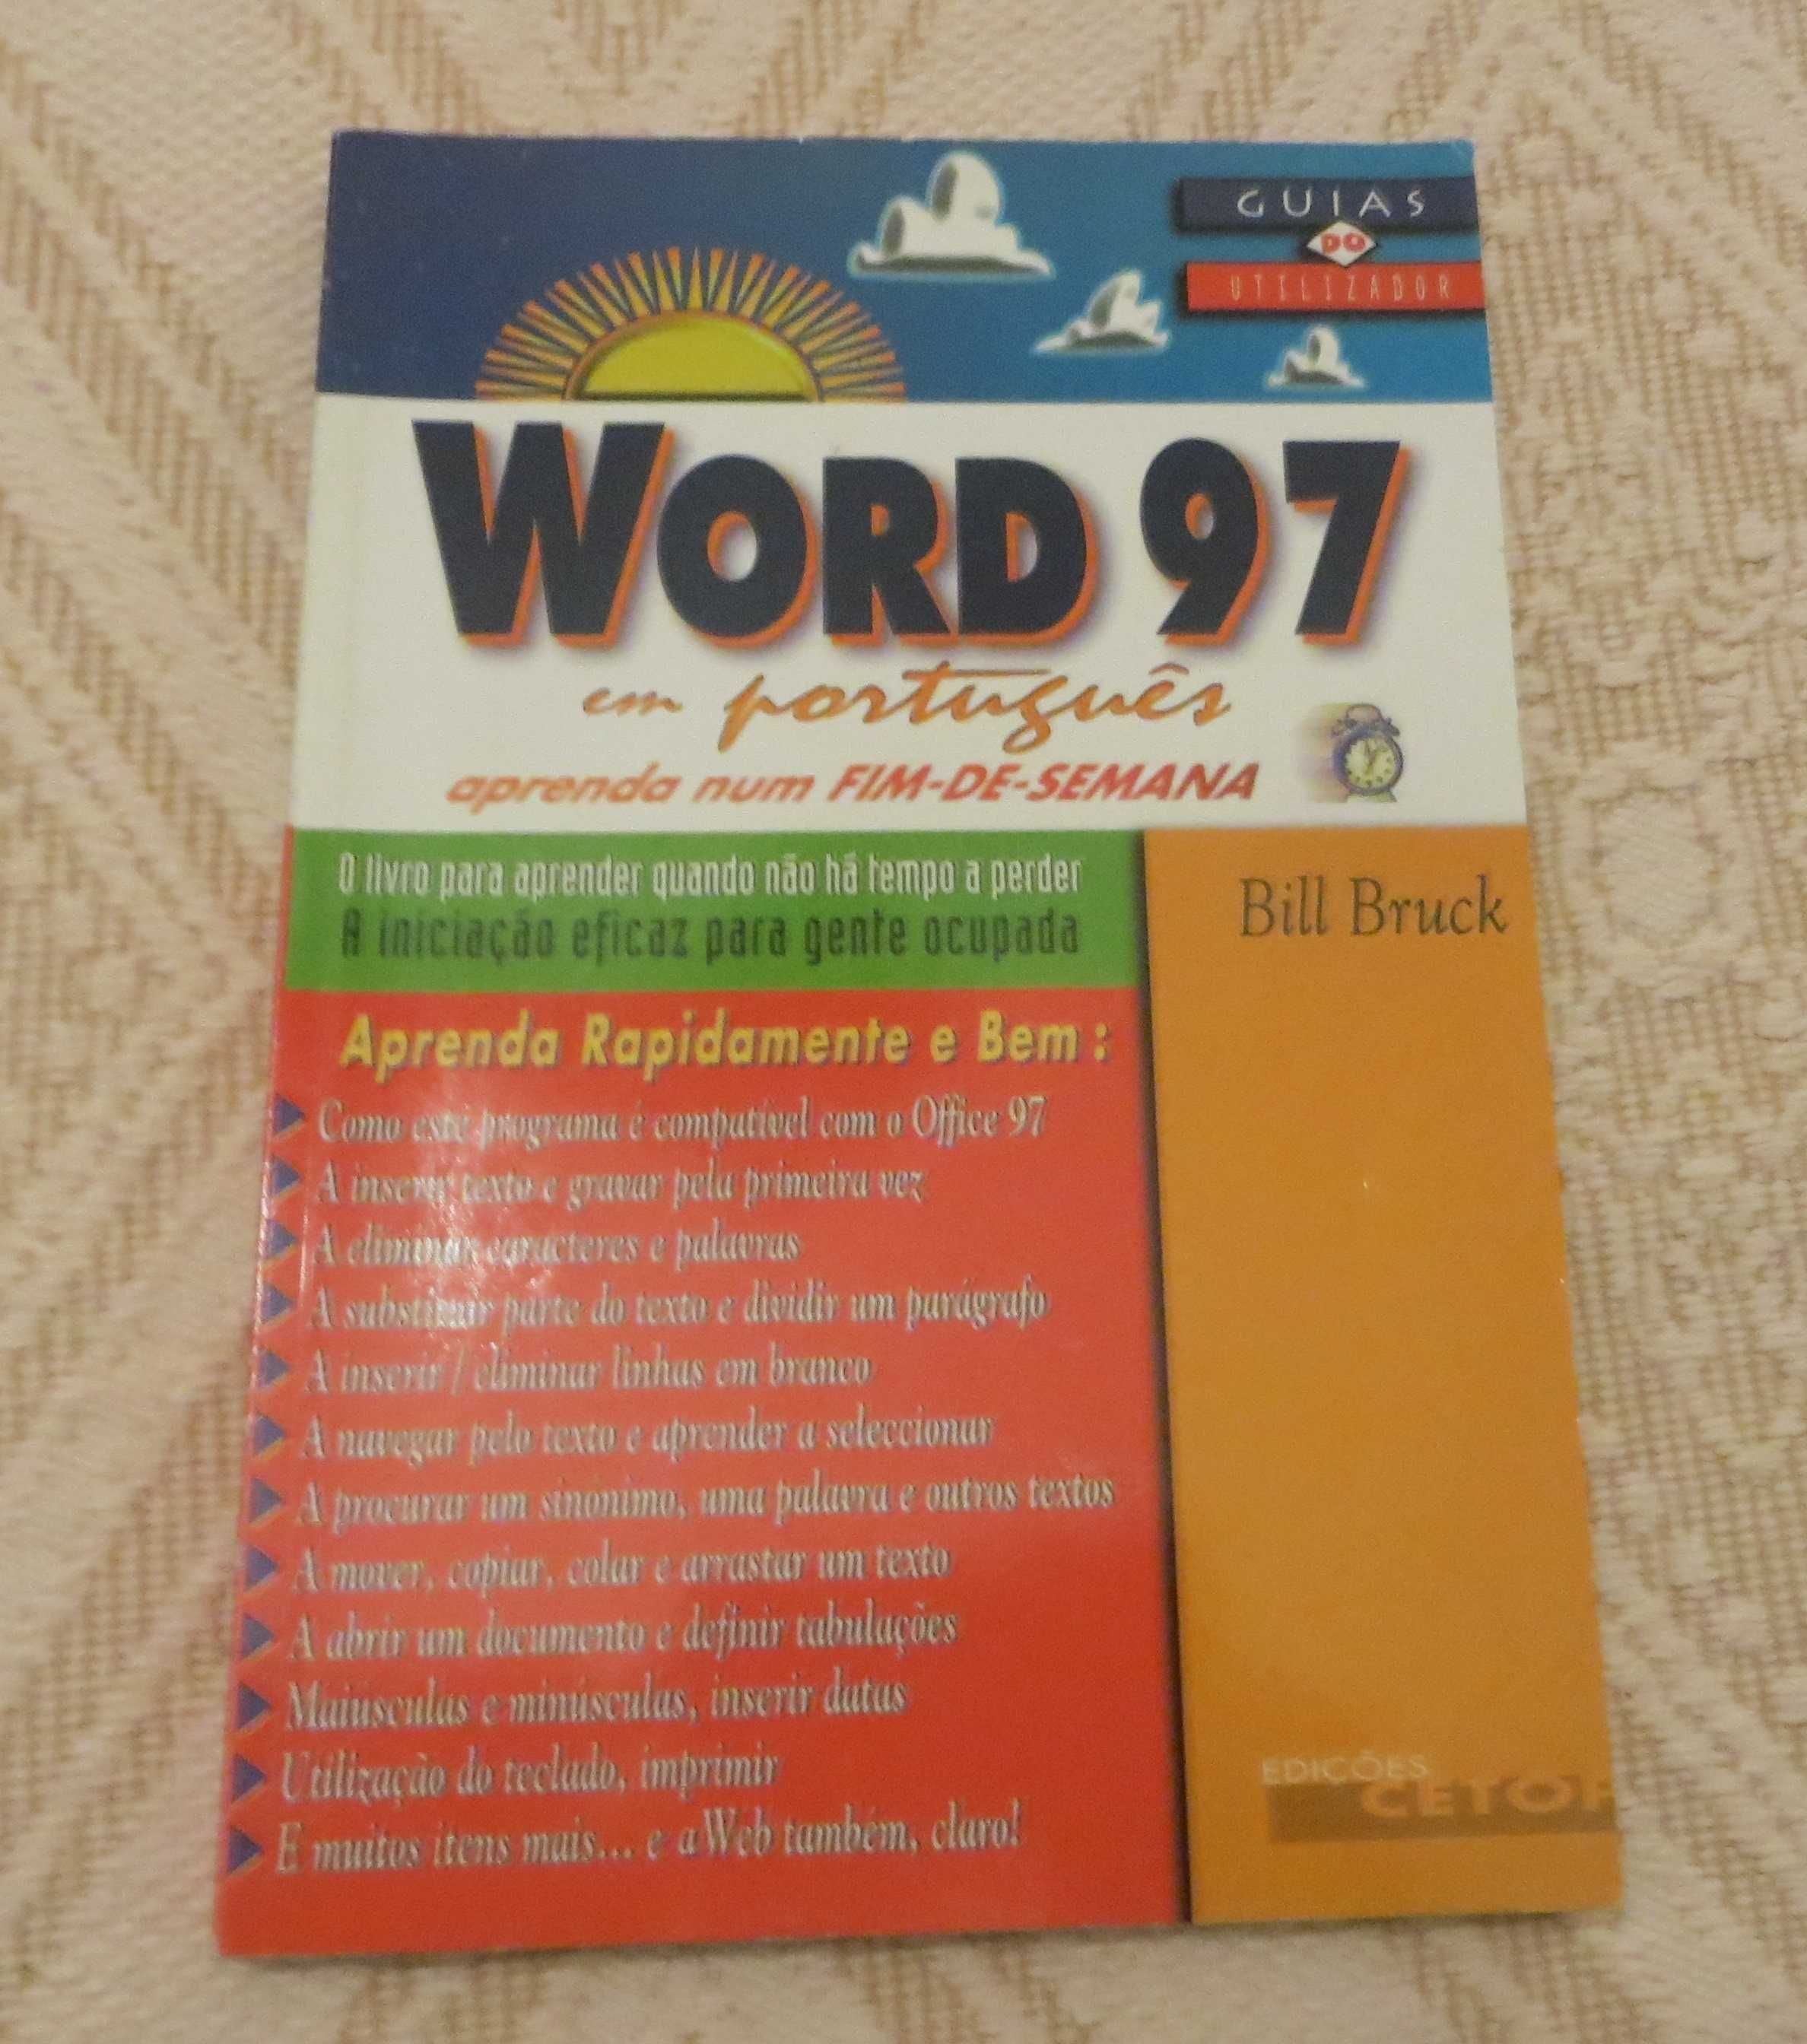 GUIAS
DO
UTILIZADOR
WORD 97
em português
aprenda num FIM-DE-SEMANA
O livro para aprender quando não há tempo a perder
A iniciação eficaz para gente ocupada
Bill Bruck
Aprenda Rapidamente e Bem :
Como este programa é compatível com o Office 97
A inserir texto e gravar pela primeira vez
A eliminar caracteres e palavras
A substituir parte do texto e dividir um parágrafo
A inserir / eliminar linhas em branco
A navegar pelo texto e aprender a seleccionar
A procurar um sinónimo, uma palavra e outros textos
A mover, copiar, colar e arrastar um texto
A abrir um documento e definir tabulações
Maiúsculas e minúsculas, inserir datas
Utilização do teclado, imprimir
E muitos itens mais... e a Web também, claro!
EDIÇÕES
CETOP